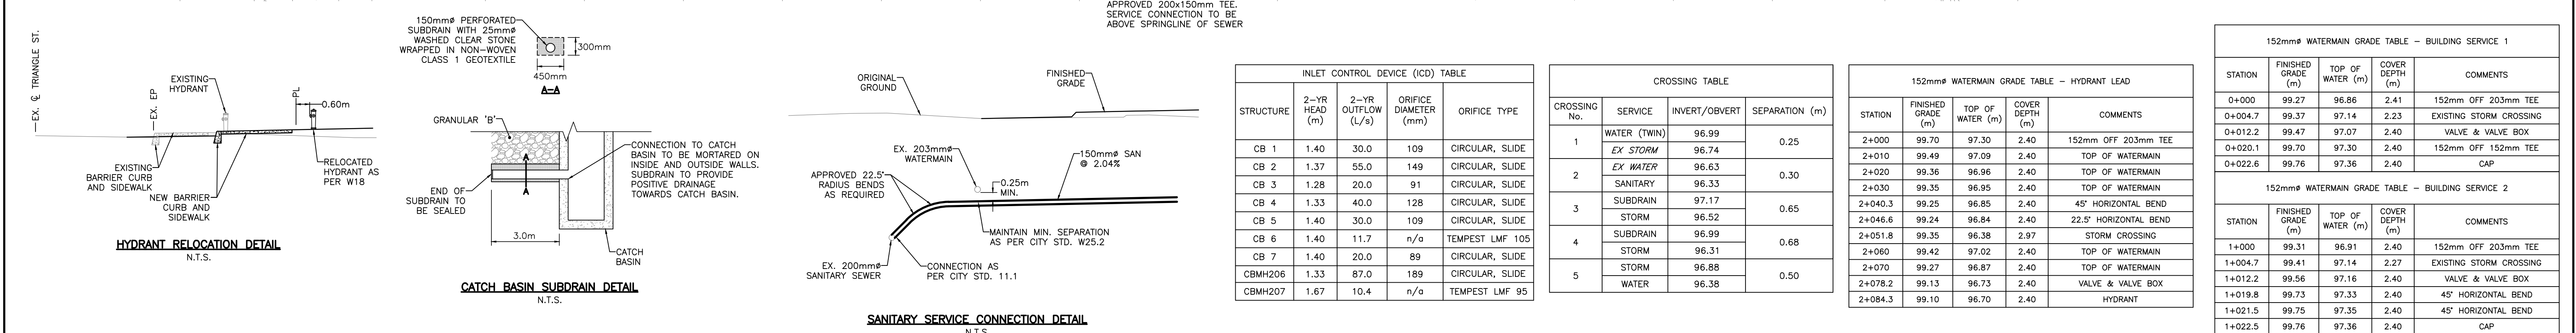 APPROVED 200x150mm TEE.
SERVICE CONNECTION TO BE
ABOVE SPRINGLINE OF SEWER
EX. ℄ TRIANGLE ST.
EX. EP
EXISTING
HYDRANT
PL
0.60m
EXISTING
BARRIER CURB
AND SIDEWALK
NEW BARRIER
CURB AND
SIDEWALK
RELOCATED
HYDRANT AS
PER W18
HYDRANT RELOCATION DETAIL
N.T.S.
150mmø PERFORATED
SUBDRAIN WITH 25mmø
WASHED CLEAR STONE
WRAPPED IN NON-WOVEN
CLASS 1 GEOTEXTILE
300mm
450mm
A-A
GRANULAR 'B'
A
A
CONNECTION TO CATCH
BASIN TO BE MORTARED ON
INSIDE AND OUTSIDE WALLS.
SUBDRAIN TO PROVIDE
POSITIVE DRAINAGE
TOWARDS CATCH BASIN.
END OF
SUBDRAIN TO
BE SEALED
3.0m
CATCH
BASIN
CATCH BASIN SUBDRAIN DETAIL
N.T.S.
ORIGINAL
GROUND
FINISHED
GRADE
EX. 203mmø
WATERMAIN
150mmø SAN
@ 2.04%
APPROVED 22.5°
RADIUS BENDS
AS REQUIRED
0.25m
MIN.
MAINTAIN MIN. SEPARATION
AS PER CITY STD. W25.2
EX. 200mmø
SANITARY SEWER
CONNECTION AS
PER CITY STD. 11.1
SANITARY SERVICE CONNECTION DETAIL
N.T.S.
INLET CONTROL DEVICE (ICD) TABLE
STRUCTURE 2-YR HEAD (m) 2-YR OUTFLOW (L/s) ORIFICE DIAMETER (mm) ORIFICE TYPE
CB 1 1.40 30.0 109 CIRCULAR, SLIDE
CB 2 1.37 55.0 149 CIRCULAR, SLIDE
CB 3 1.28 20.0 91 CIRCULAR, SLIDE
CB 4 1.33 40.0 128 CIRCULAR, SLIDE
CB 5 1.40 30.0 109 CIRCULAR, SLIDE
CB 6 1.40 11.7 n/a TEMPEST LMF 105
CB 7 1.40 20.0 89 CIRCULAR, SLIDE
CBMH206 1.33 87.0 189 CIRCULAR, SLIDE
CBMH207 1.67 10.4 n/a TEMPEST LMF 95
CROSSING TABLE
CROSSING No. SERVICE INVERT/OBVERT SEPARATION (m)
1 WATER (TWIN) 96.99 0.25
EX STORM 96.74
2 EX WATER 96.63 0.30
SANITARY 96.33
3 SUBDRAIN 97.17 0.65
STORM 96.52
4 SUBDRAIN 96.99 0.68
STORM 96.31
5 STORM 96.88 0.50
WATER 96.38
152mmø WATERMAIN GRADE TABLE - HYDRANT LEAD
STATION FINISHED GRADE (m) TOP OF WATER (m) COVER DEPTH (m) COMMENTS
2+000 99.70 97.30 2.40 152mm OFF 203mm TEE
2+010 99.49 97.09 2.40 TOP OF WATERMAIN
2+020 99.36 96.96 2.40 TOP OF WATERMAIN
2+030 99.35 96.95 2.40 TOP OF WATERMAIN
2+040.3 99.25 96.85 2.40 45° HORIZONTAL BEND
2+046.6 99.24 96.84 2.40 22.5° HORIZONTAL BEND
2+051.8 99.35 96.38 2.97 STORM CROSSING
2+060 99.42 97.02 2.40 TOP OF WATERMAIN
2+070 99.27 96.87 2.40 TOP OF WATERMAIN
2+078.2 99.13 96.73 2.40 VALVE & VALVE BOX
2+084.3 99.10 96.70 2.40 HYDRANT
152mmø WATERMAIN GRADE TABLE - BUILDING SERVICE 1
STATION FINISHED GRADE (m) TOP OF WATER (m) COVER DEPTH (m) COMMENTS
0+000 99.27 96.86 2.41 152mm OFF 203mm TEE
0+004.7 99.37 97.14 2.23 EXISTING STORM CROSSING
0+012.2 99.47 97.07 2.40 VALVE & VALVE BOX
0+020.1 99.70 97.30 2.40 152mm OFF 152mm TEE
0+022.6 99.76 97.36 2.40 CAP
152mmø WATERMAIN GRADE TABLE - BUILDING SERVICE 2
STATION FINISHED GRADE (m) TOP OF WATER (m) COVER DEPTH (m) COMMENTS
1+000 99.31 96.91 2.40 152mm OFF 203mm TEE
1+004.7 99.41 97.14 2.27 EXISTING STORM CROSSING
1+012.2 99.56 97.16 2.40 VALVE & VALVE BOX
1+019.8 99.73 97.33 2.40 45° HORIZONTAL BEND
1+021.5 99.75 97.35 2.40 45° HORIZONTAL BEND
1+022.5 99.76 97.36 2.40 CAP